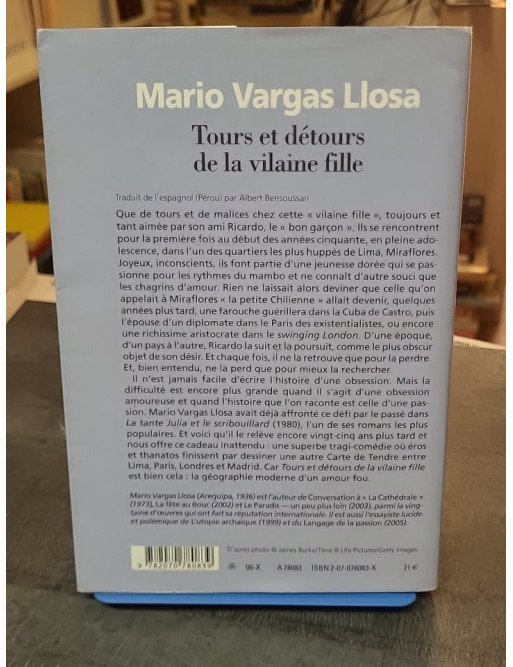 Mario Vargas Llosa
Tours et détours
de la vilaine fille
Traduit de l'espagnol (Pérou) par Albert Bensoussan
Que de tours et de malices chez cette « vilaine fille », toujours et
tant aimée par son ami Ricardo, le « bon garçon ». Ils se rencontrent
pour la première fois au début des années cinquante, en pleine ado-
lescence, dans l'un des quartiers les plus huppés de Lima, Miraflores.
Joyeux, inconscients, ils font partie d'une jeunesse dorée qui se pas-
sionne pour les rythmes du mambo et ne connaît d'autre souci que
les chagrins d'amour. Rien ne laissait alors deviner que celle qu'on
appelait à Miraflores « la petite Chilienne » allait devenir, quelques
années plus tard, une farouche guérillera dans la Cuba de Castro, puis
l'épouse d'un diplomate dans le Paris des existentialistes, ou encore
une richissime aristocrate dans le swinging London. D'une époque,
d'un pays à l'autre, Ricardo la suit et la poursuit, comme le plus obscur
objet de son désir. Et chaque fois, il ne la retrouve que pour la perdre.
Et, bien entendu, ne la perd que pour mieux la rechercher.
Il n'est jamais facile d'écrire l'histoire d'une obsession. Mais la
difficulté est encore plus grande quand il s'agit d'une obsession
amoureuse et quand l'histoire que l'on raconte est celle d'une pas-
sion. Mario Vargas Llosa avait déjà affronté ce défi par le passé dans
La tante Julia et le scribouillard (1980), l'un de ses romans les plus
populaires. Et voici qu'il le relève encore vingt-cinq ans plus tard et
nous offre ce cadeau inattendu : une superbe tragi-comédie où éros
et thanatos finissent par dessiner une autre Carte de Tendre entre
Lima, Paris, Londres et Madrid. Car Tours et détours de la vilaine fille
est bien cela : la géographie moderne d'un amour fou.
Mario Vargas Llosa (Arequipa, 1936) est l'auteur de Conversation à « La Cathédrale »
(1973), La fête au Bouc (2002) et Le Paradis — un peu plus loin (2003), parmi la ving-
taine d'œuvres qui ont fait sa réputation internationale. Il est aussi l'essayiste lucide
et polémique de L'utopie archaïque (1999) et du Langage de la passion (2005).
D'après photo © James Burke/Time & Life Pictures/Getty Images
9 782070 780839
06-X A 78083 ISBN 2-07-078083-X 21 €